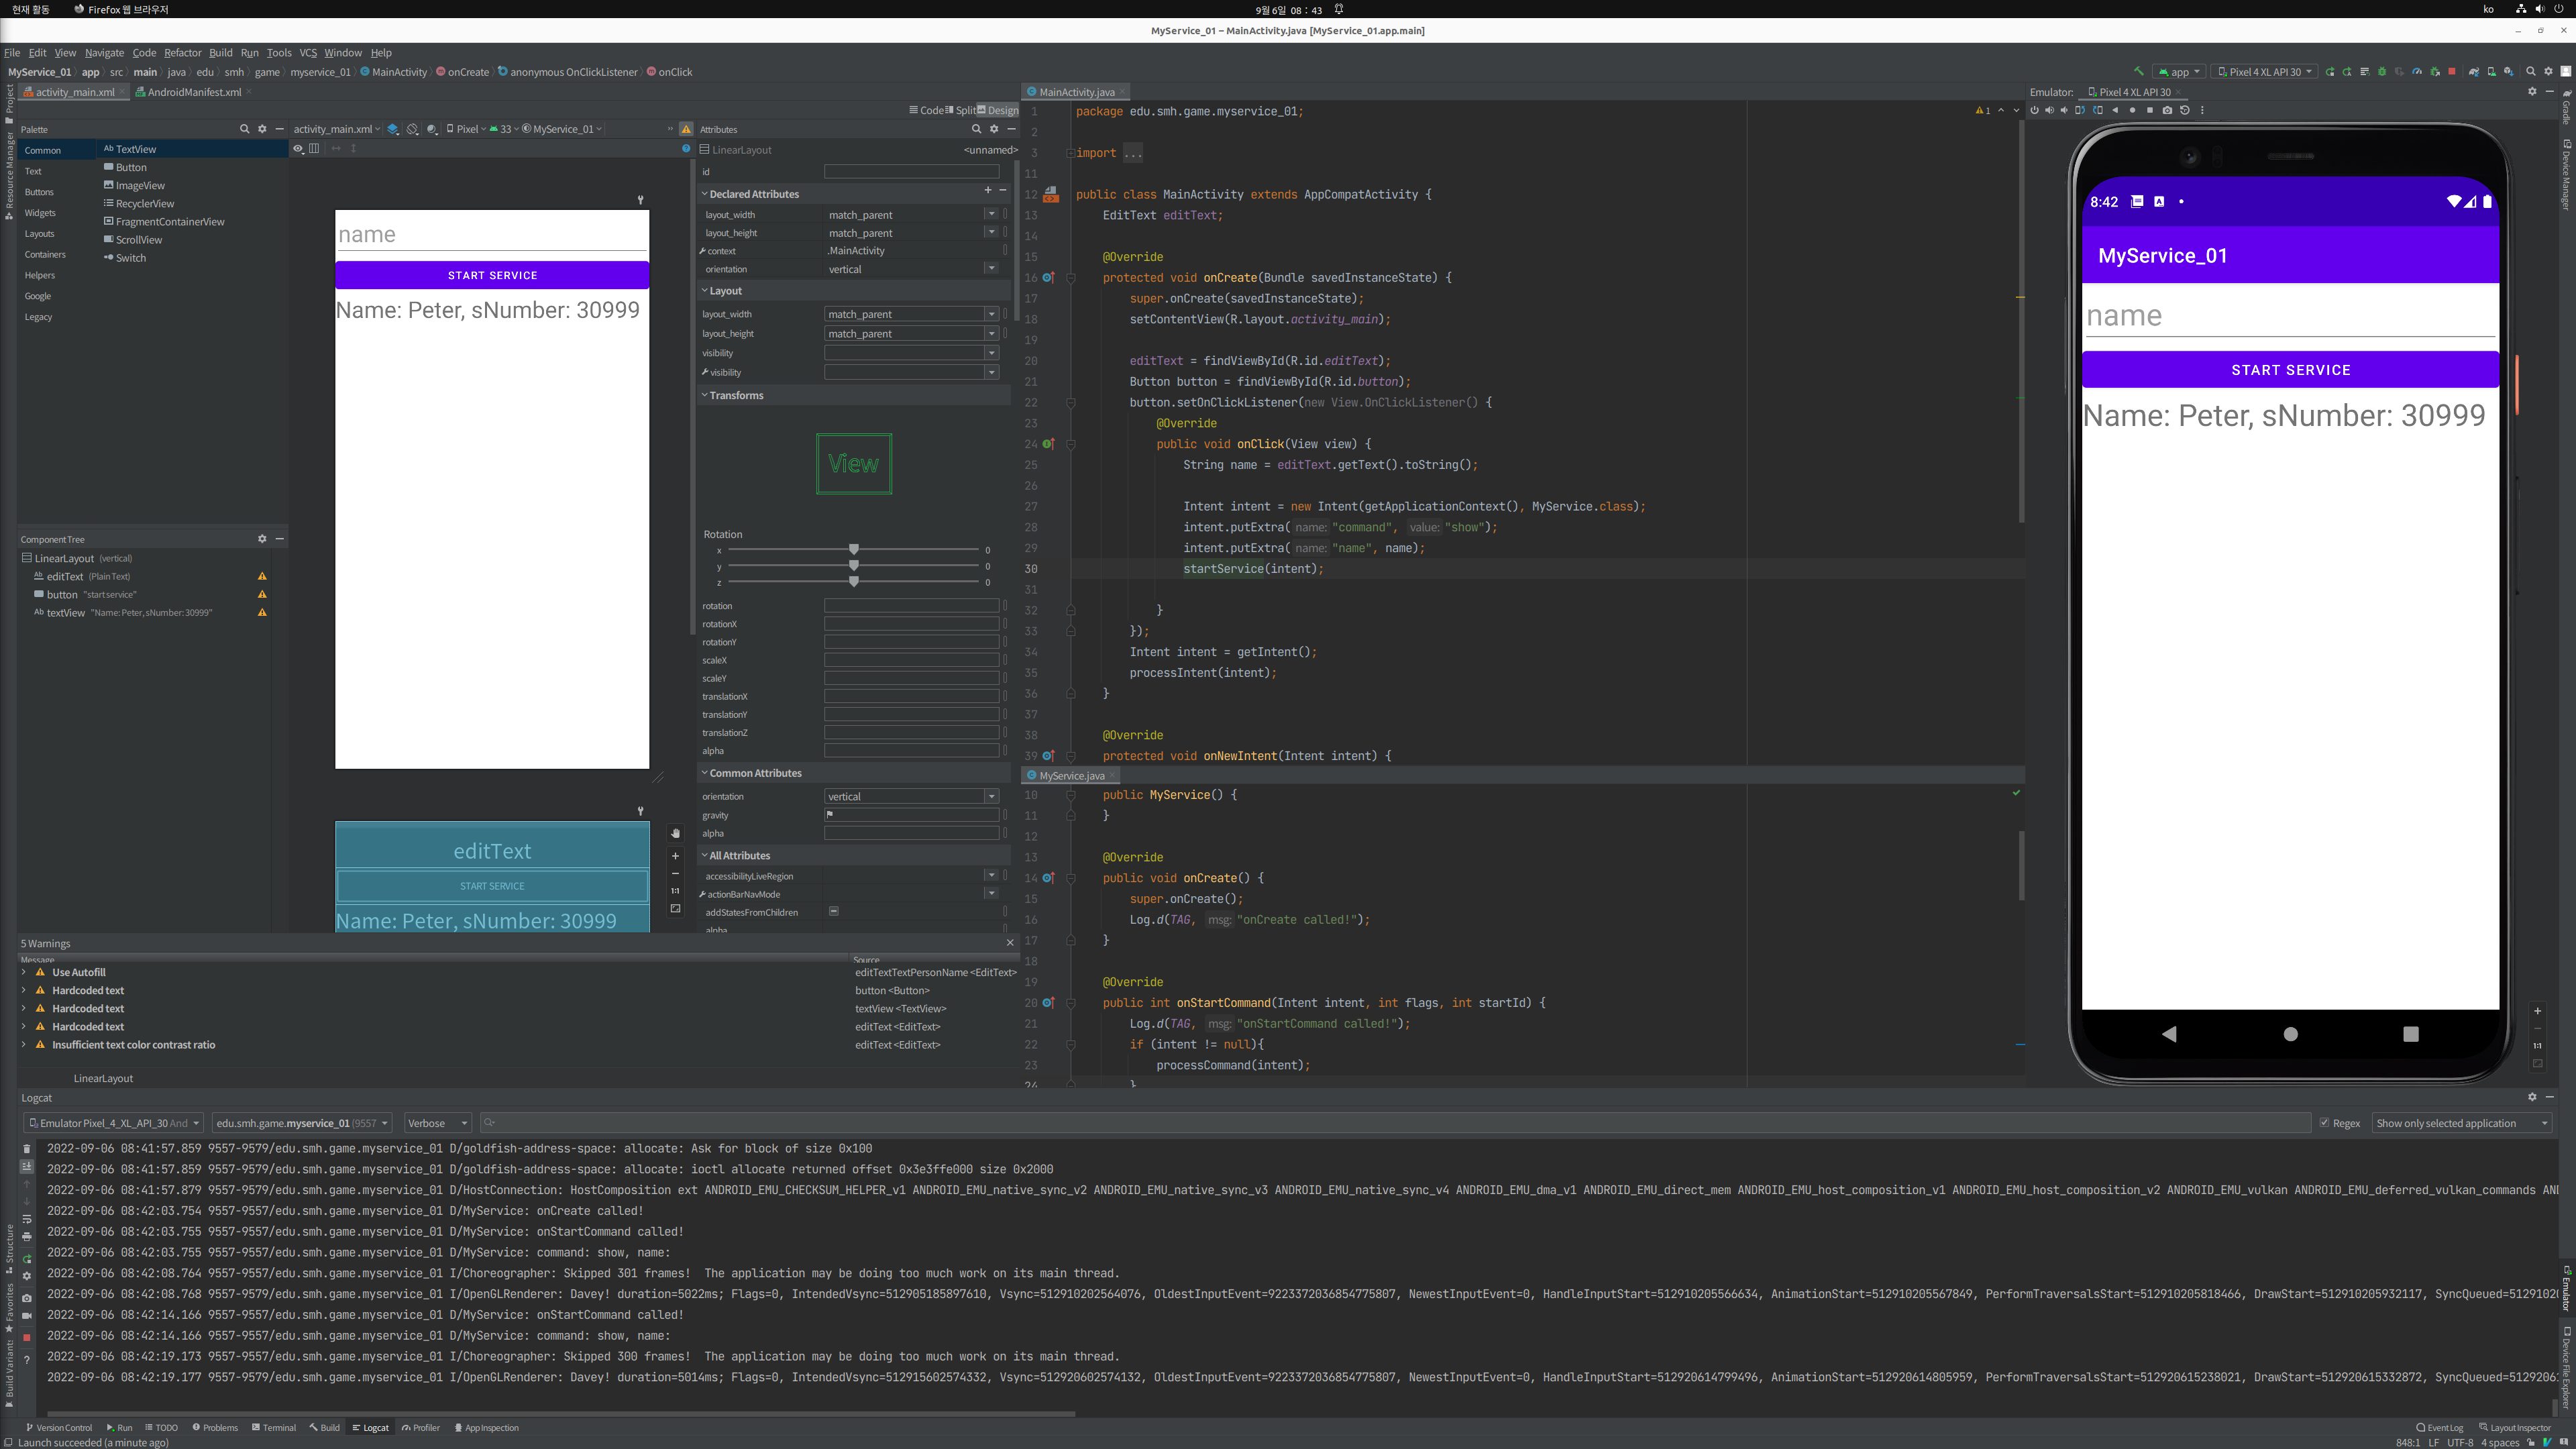 현재 활동 Firefox 웹 브라우저 9월 6일 08 : 43 ko
MyService_01 – MainActivity.java [MyService_01.app.main]
File Edit View Navigate Code Refactor Build Run Tools VCS Window Help
MyService_01 app src main java edu smh game myservice_01 MainActivity onCreate anonymous OnClickListener onClick app Pixel 4 XL API 30
activity_main.xml AndroidManifest.xml
Code Split Design
Palette
activity_main.xml Pixel 33 MyService_01
Common
Text
Buttons
Widgets
Layouts
Containers
Helpers
Google
Legacy
Ab TextView
Button
ImageView
RecyclerView
FragmentContainerView
ScrollView
Switch
Component Tree
LinearLayout (vertical)
Ab editText (Plain Text)
button "start service"
Ab textView "Name: Peter, sNumber: 30999"
name
START SERVICE
Name: Peter, sNumber: 30999
editText
START SERVICE
Name: Peter, sNumber: 30999
1:1
Attributes
LinearLayout <unnamed>
id
Declared Attributes
layout_width match_parent
layout_height match_parent
context .MainActivity
orientation vertical
Layout
layout_width match_parent
layout_height match_parent
visibility
visibility
Transforms
View
Rotation
x 0
y 0
z 0
rotation
rotationX
rotationY
scaleX
scaleY
translationX
translationY
translationZ
alpha
Common Attributes
orientation vertical
gravity
alpha
All Attributes
accessibilityLiveRegion
actionBarNavMode
addStatesFromChildren
alpha
5 Warnings
Message Source
Use Autofill editTextTextPersonName <EditText>
Hardcoded text button <Button>
Hardcoded text textView <TextView>
Hardcoded text editText <EditText>
Insufficient text color contrast ratio editText <EditText>
LinearLayout
MainActivity.java
1 package edu.smh.game.myservice_01; 1
2
3 import ...
11
12 public class MainActivity extends AppCompatActivity {
13 EditText editText;
14
15 @Override
16 protected void onCreate(Bundle savedInstanceState) {
17 super.onCreate(savedInstanceState);
18 setContentView(R.layout.activity_main);
19
20 editText = findViewById(R.id.editText);
21 Button button = findViewById(R.id.button);
22 button.setOnClickListener(new View.OnClickListener() {
23 @Override
24 public void onClick(View view) {
25 String name = editText.getText().toString();
26
27 Intent intent = new Intent(getApplicationContext(), MyService.class);
28 intent.putExtra( name: "command", value: "show");
29 intent.putExtra( name: "name", name);
30 startService(intent);
31
32 }
33 });
34 Intent intent = getIntent();
35 processIntent(intent);
36 }
37
38 @Override
39 protected void onNewIntent(Intent intent) {
MyService.java
10 public MyService() {
11 }
12
13 @Override
14 public void onCreate() {
15 super.onCreate();
16 Log.d(TAG, msg: "onCreate called!");
17 }
18
19 @Override
20 public int onStartCommand(Intent intent, int flags, int startId) {
21 Log.d(TAG, msg: "onStartCommand called!");
22 if (intent != null){
23 processCommand(intent);
24 }
Emulator: Pixel 4 XL API 30
8:42
MyService_01
name
START SERVICE
Name: Peter, sNumber: 30999
1:1
Project
Resource Manager
Structure
Favorites
Build Variants
Gradle
Device Manager
Emulator
Device File Explorer
Logcat
Emulator Pixel_4_XL_API_30 And edu.smh.game.myservice_01 (9557 Verbose Regex Show only selected application
2022-09-06 08:41:57.859 9557-9579/edu.smh.game.myservice_01 D/goldfish-address-space: allocate: Ask for block of size 0x100
2022-09-06 08:41:57.859 9557-9579/edu.smh.game.myservice_01 D/goldfish-address-space: allocate: ioctl allocate returned offset 0x3e3ffe000 size 0x2000
2022-09-06 08:41:57.879 9557-9579/edu.smh.game.myservice_01 D/HostConnection: HostComposition ext ANDROID_EMU_CHECKSUM_HELPER_v1 ANDROID_EMU_native_sync_v2 ANDROID_EMU_native_sync_v3 ANDROID_EMU_native_sync_v4 ANDROID_EMU_dma_v1 ANDROID_EMU_direct_mem ANDROID_EMU_host_composition_v1 ANDROID_EMU_host_composition_v2 ANDROID_EMU_vulkan ANDROID_EMU_deferred_vulkan_commands AND
2022-09-06 08:42:03.754 9557-9557/edu.smh.game.myservice_01 D/MyService: onCreate called!
2022-09-06 08:42:03.755 9557-9557/edu.smh.game.myservice_01 D/MyService: onStartCommand called!
2022-09-06 08:42:03.755 9557-9557/edu.smh.game.myservice_01 D/MyService: command: show, name:
2022-09-06 08:42:08.764 9557-9557/edu.smh.game.myservice_01 I/Choreographer: Skipped 301 frames! The application may be doing too much work on its main thread.
2022-09-06 08:42:08.768 9557-9579/edu.smh.game.myservice_01 I/OpenGLRenderer: Davey! duration=5022ms; Flags=0, IntendedVsync=512905185897610, Vsync=512910202564076, OldestInputEvent=9223372036854775807, NewestInputEvent=0, HandleInputStart=512910205566634, AnimationStart=512910205567849, PerformTraversalsStart=512910205818466, DrawStart=512910205932117, SyncQueued=51291020
2022-09-06 08:42:14.166 9557-9557/edu.smh.game.myservice_01 D/MyService: onStartCommand called!
2022-09-06 08:42:14.166 9557-9557/edu.smh.game.myservice_01 D/MyService: command: show, name:
2022-09-06 08:42:19.173 9557-9557/edu.smh.game.myservice_01 I/Choreographer: Skipped 300 frames! The application may be doing too much work on its main thread.
2022-09-06 08:42:19.177 9557-9579/edu.smh.game.myservice_01 I/OpenGLRenderer: Davey! duration=5014ms; Flags=0, IntendedVsync=512915602574332, Vsync=512920602574132, OldestInputEvent=9223372036854775807, NewestInputEvent=0, HandleInputStart=512920614799496, AnimationStart=512920614805959, PerformTraversalsStart=512920615238021, DrawStart=512920615332872, SyncQueued=51292061
Version Control Run TODO Problems Terminal Build Logcat Profiler App Inspection Event Log Layout Inspector
Launch succeeded (a minute ago) 848:1 LF UTF-8 4 spaces